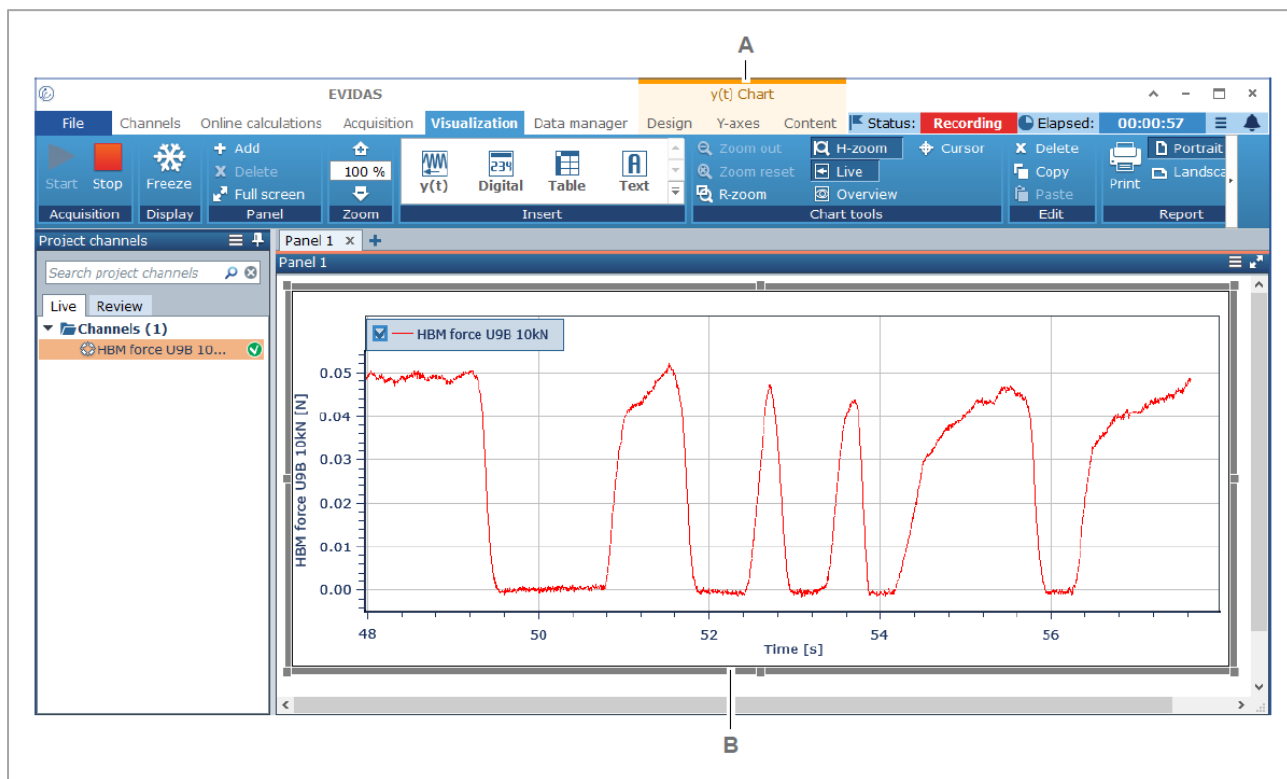 A
EVIDAS
y(t) Chart
File Channels Online calculations Acquisition Visualization Data manager Design Y-axes Content Status: Recording Elapsed: 00:00:57
Start
Stop
Acquisition
Freeze
Display
Add
Delete
Full screen
Panel
100 %
Zoom
y(t)
234
Digital
Table
A
Text
Insert
Zoom out
Zoom reset
R-zoom
H-zoom
Live
Overview
Cursor
Chart tools
Delete
Copy
Paste
Edit
Print
Portrait
Landsca
Report
Project channels
Search project channels
Live Review
Channels (1)
HBM force U9B 10...
Panel 1
Panel 1
HBM force U9B 10kN
HBM force U9B 10kN [N]
0.05
0.04
0.03
0.02
0.01
0.00
48 50 52 54 56
Time [s]
B